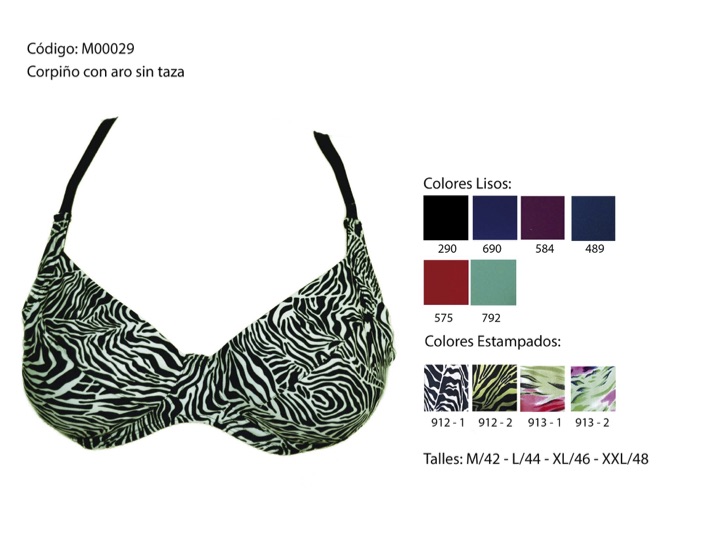 Código: M00029
Corpiño con aro sin taza
Colores Lisos:
290 690 584 489
575 792
Colores Estampados:
912 - 1 912 - 2 913 - 1 913 - 2
Talles: M/42 - L/44 - XL/46 - XXL/48